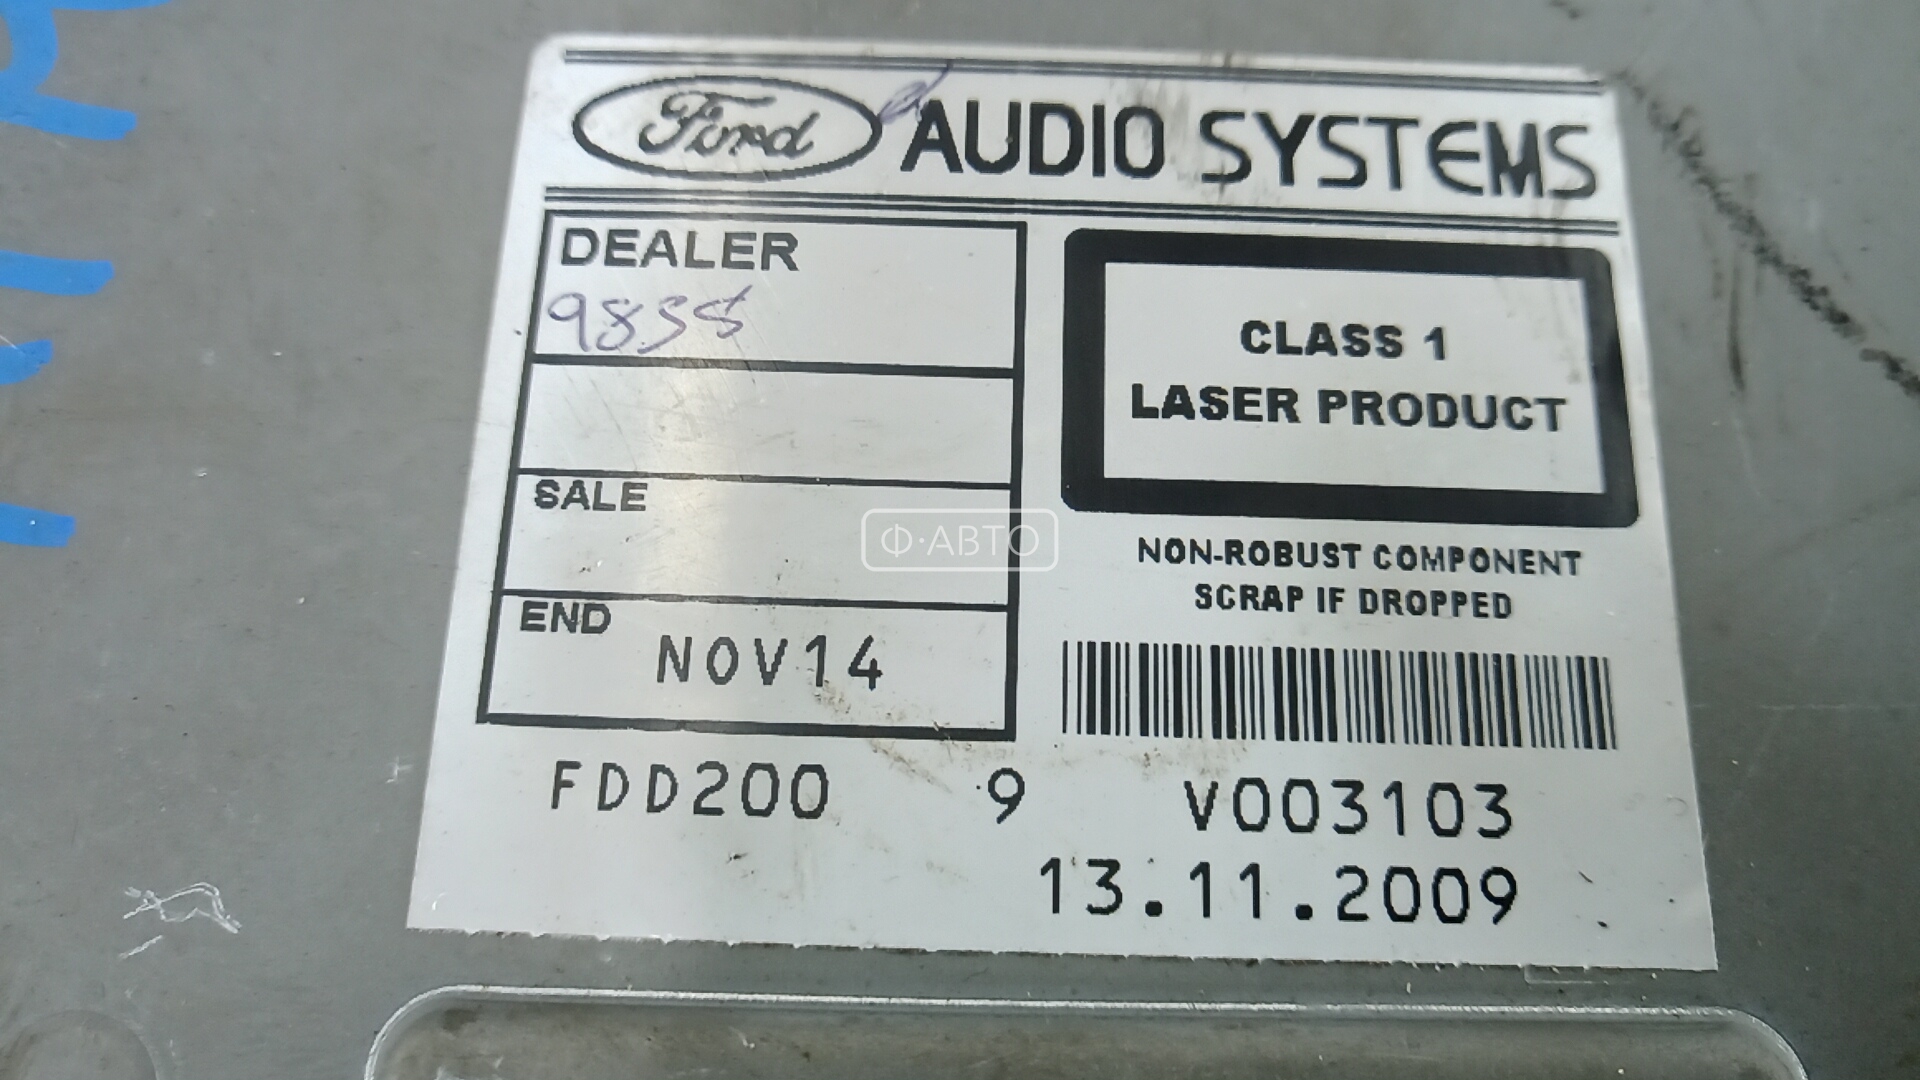 Ford AUDIO SYSTEMS
DEALER
CLASS 1
LASER PRODUCT
SALE
Ф·АВТО
NON-ROBUST COMPONENT
SCRAP IF DROPPED
END
NOV14
FDD200 9 V003103
13.11.2009